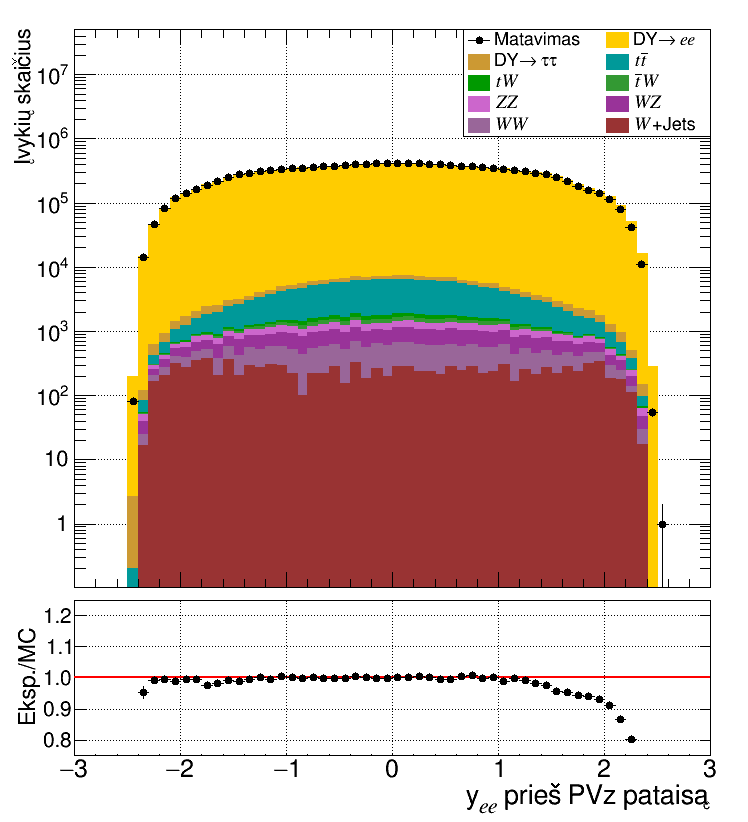 Įvykių skaičius
Matavimas
DY→ ee
DY→ ττ
tt̄
tW
t̄W
ZZ
WZ
WW
W+Jets
10⁷
10⁶
10⁵
10⁴
10³
10²
10
1
Eksp./MC
1.2
1.1
1.0
0.9
0.8
−3 −2 −1 0 1 2 3
y_ee prieš PVz pataisą